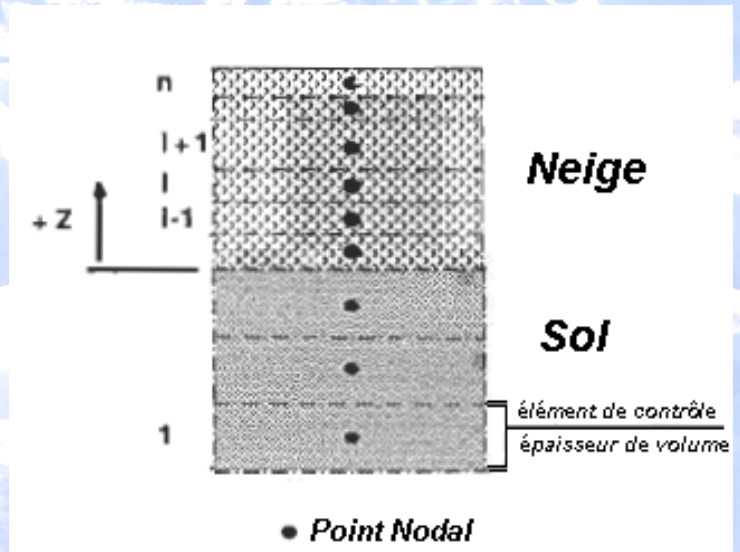 n
i + 1
i
i-1
+ Z
Neige
Sol
1
élément de contrôle
épaisseur de volume
Point Nodal